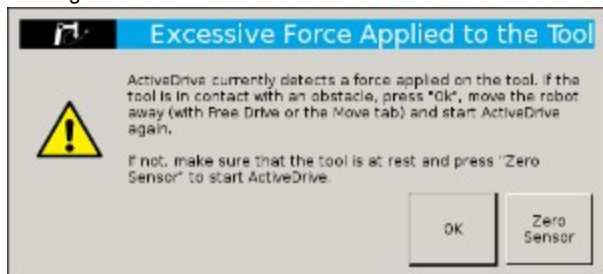 Excessive Force Applied to the Tool
ActiveDrive currently detects a force applied on the tool. If the
tool is in contact with an obstacle, press "Ok", move the robot
away (with Free Drive or the Move tab) and start ActiveDrive
again.
If not, make sure that the tool is at rest and press "Zero
Sensor" to start ActiveDrive.
OK
Zero
Sensor